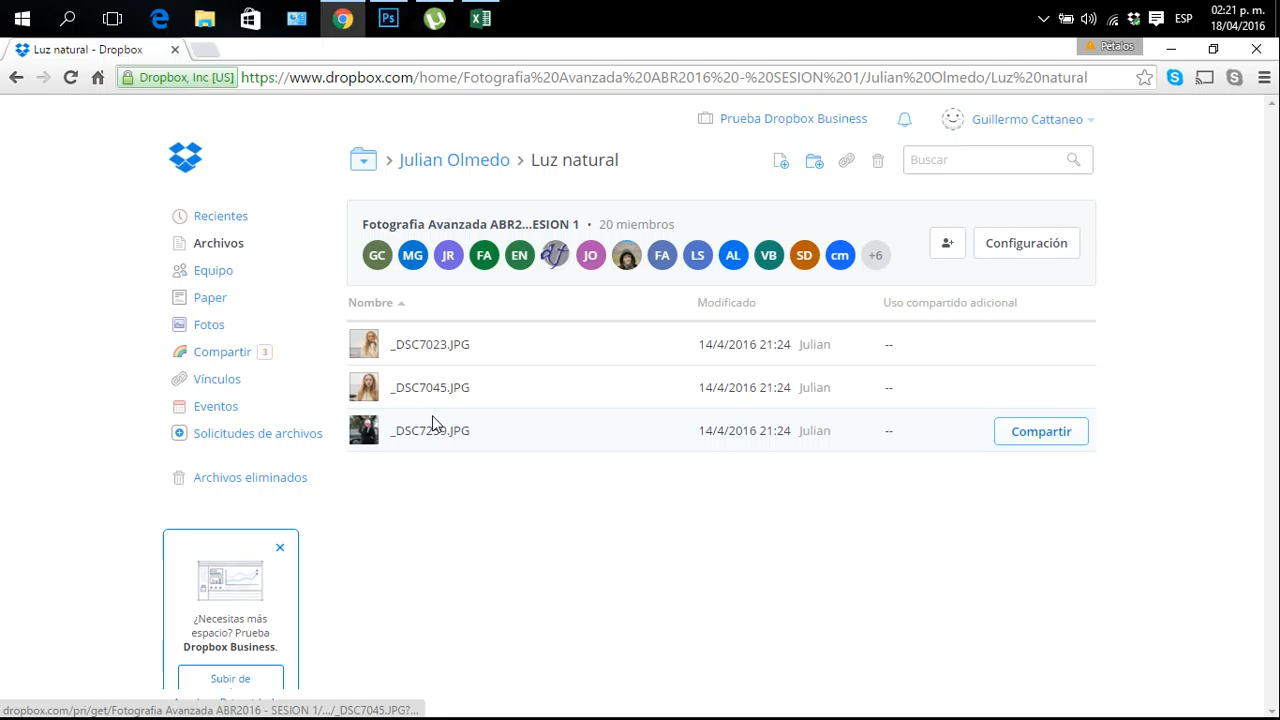 02:21 p. m.
ESP
18/04/2016
Luz natural - Dropbox
Pétalos
Dropbox, Inc [US]
https://www.dropbox.com/home/Fotografia%20Avanzada%20ABR2016%20-%20SESION%201/Julian%20Olmedo/Luz%20natural
Prueba Dropbox Business
Guillermo Cattaneo
Julian Olmedo > Luz natural
Buscar
Recientes
Archivos
Equipo
Paper
Fotos
Compartir 3
Vínculos
Eventos
Solicitudes de archivos
Archivos eliminados
Fotografia Avanzada ABR2...ESION 1 • 20 miembros
GC MG JR FA EN df JO FA LS AL VB SD cm +6
Configuración
Nombre Modificado Uso compartido adicional
_DSC7023.JPG 14/4/2016 21:24 Julian --
_DSC7045.JPG 14/4/2016 21:24 Julian --
14/4/2016 21:24 Julian -- Compartir
¿Necesitas más
espacio? Prueba
Dropbox Business.
Subir de
dropbox.com/pri/get/Fotografia Avanzada ABR2016 - SESION 1/.../_DSC7045.JPG?...